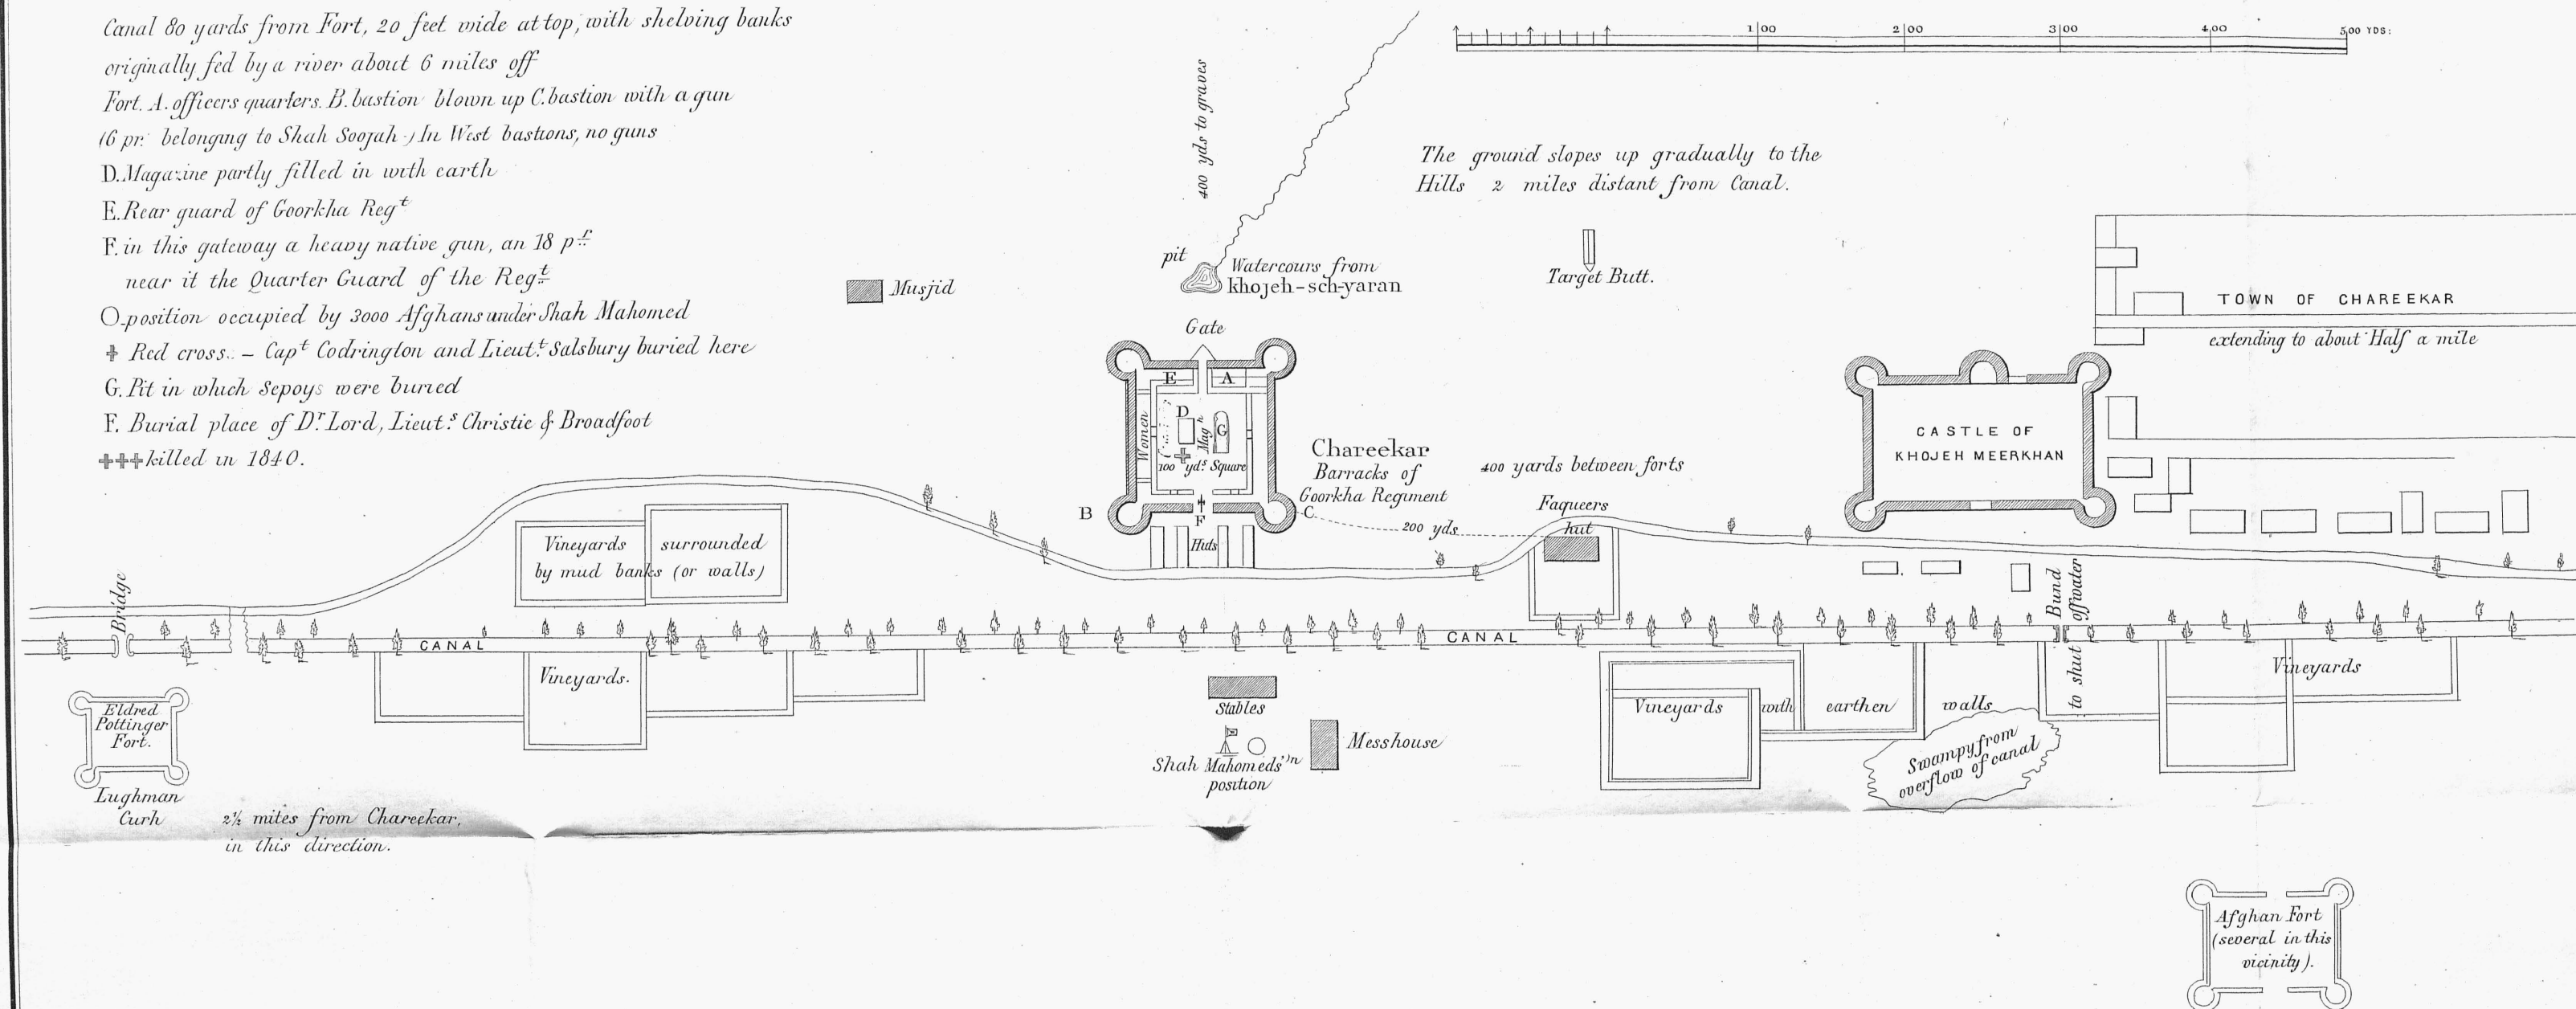 Canal 80 yards from Fort, 20 feet wide at top, with shelving banks
originally fed by a river about 6 miles off
Fort. A. officers quarters. B. bastion blown up C. bastion with a gun
(6 pr: belonging to Shah Soojah.) In West bastions, no guns
D. Magazine partly filled in with earth
E. Rear guard of Goorkha Regt
F. in this gateway a heavy native gun, an 18 pr
near it the Quarter Guard of the Regt
O-position occupied by 3000 Afghans under Shah Mahomed
Red cross.. – Capt Codrington and Lieut.t Salsbury buried here
G. Pit in which Sepoys were buried
F. Burial place of Dr. Lord, Lieut.s Christie & Broadfoot
+++ killed in 1840.
100
200
300
400
500 YDS:
400 yds to graves
The ground slopes up gradually to the
Hills 2 miles distant from Canal.
pit
Watercours from
khojeh-sch-yaran
Target Butt.
Musjid
TOWN OF CHAREEKAR
extending to about Half a mile
Gate
E
A
D
G
Women
Magn
100 yds Square
B
F
C.
Huts
Chareekar
Barracks of
Goorkha Regiment
400 yards between forts
200 yds
Faqueers
hut
CASTLE OF
KHOJEH MEERKHAN
Vineyards surrounded
by mud banks (or walls)
Bridge
CANAL
CANAL
Bund
to shut offwater
Vineyards.
Stables
Messhouse
Shah Mahomeds'n
position
Vineyards with earthen walls
Vineyards
Swampy from
overflow of canal
Eldred
Pottinger
Fort.
Lughman
Curh
2½ mites from Chareekar,
in this direction.
Afghan Fort
(several in this
vicinity).